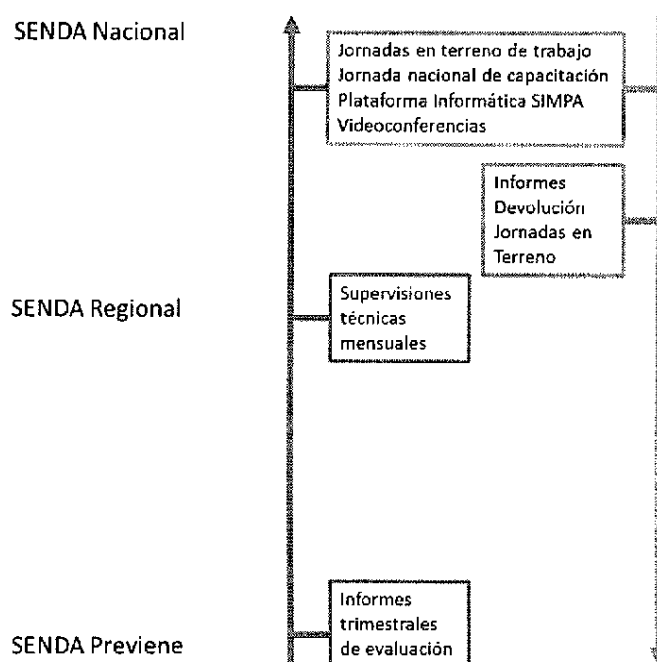 SENDA Nacional
Jornadas en terreno de trabajo
Jornada nacional de capacitación
Plataforma Informática SIMPA
Videoconferencias
Informes
Devolución
Jornadas en
Terreno
SENDA Regional
Supervisiones
técnicas
mensuales
SENDA Previene
Informes
trimestrales
de evaluación